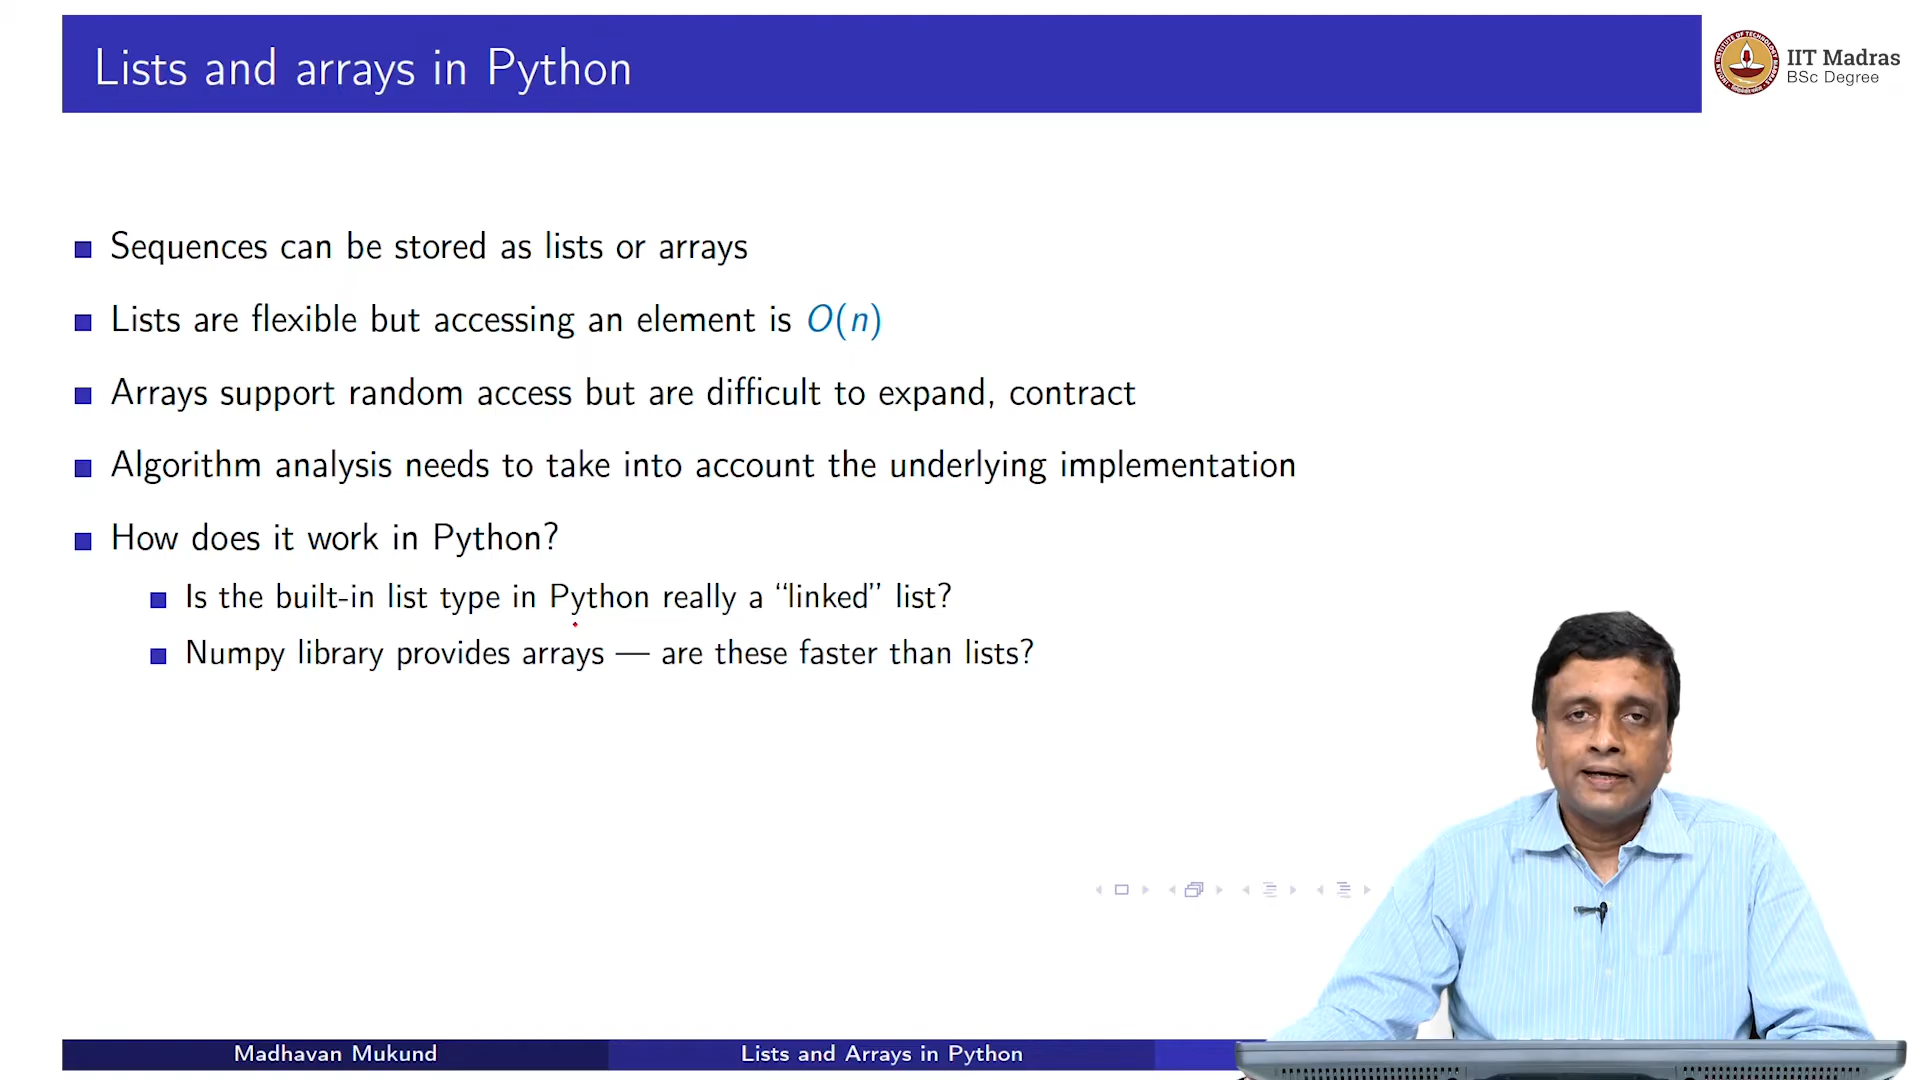 Lists and arrays in Python
IIT Madras
BSc Degree
Sequences can be stored as lists or arrays
Lists are flexible but accessing an element is O(n)
Arrays support random access but are difficult to expand, contract
Algorithm analysis needs to take into account the underlying implementation
How does it work in Python?
Is the built-in list type in Python really a “linked” list?
Numpy library provides arrays — are these faster than lists?
Madhavan Mukund
Lists and Arrays in Python